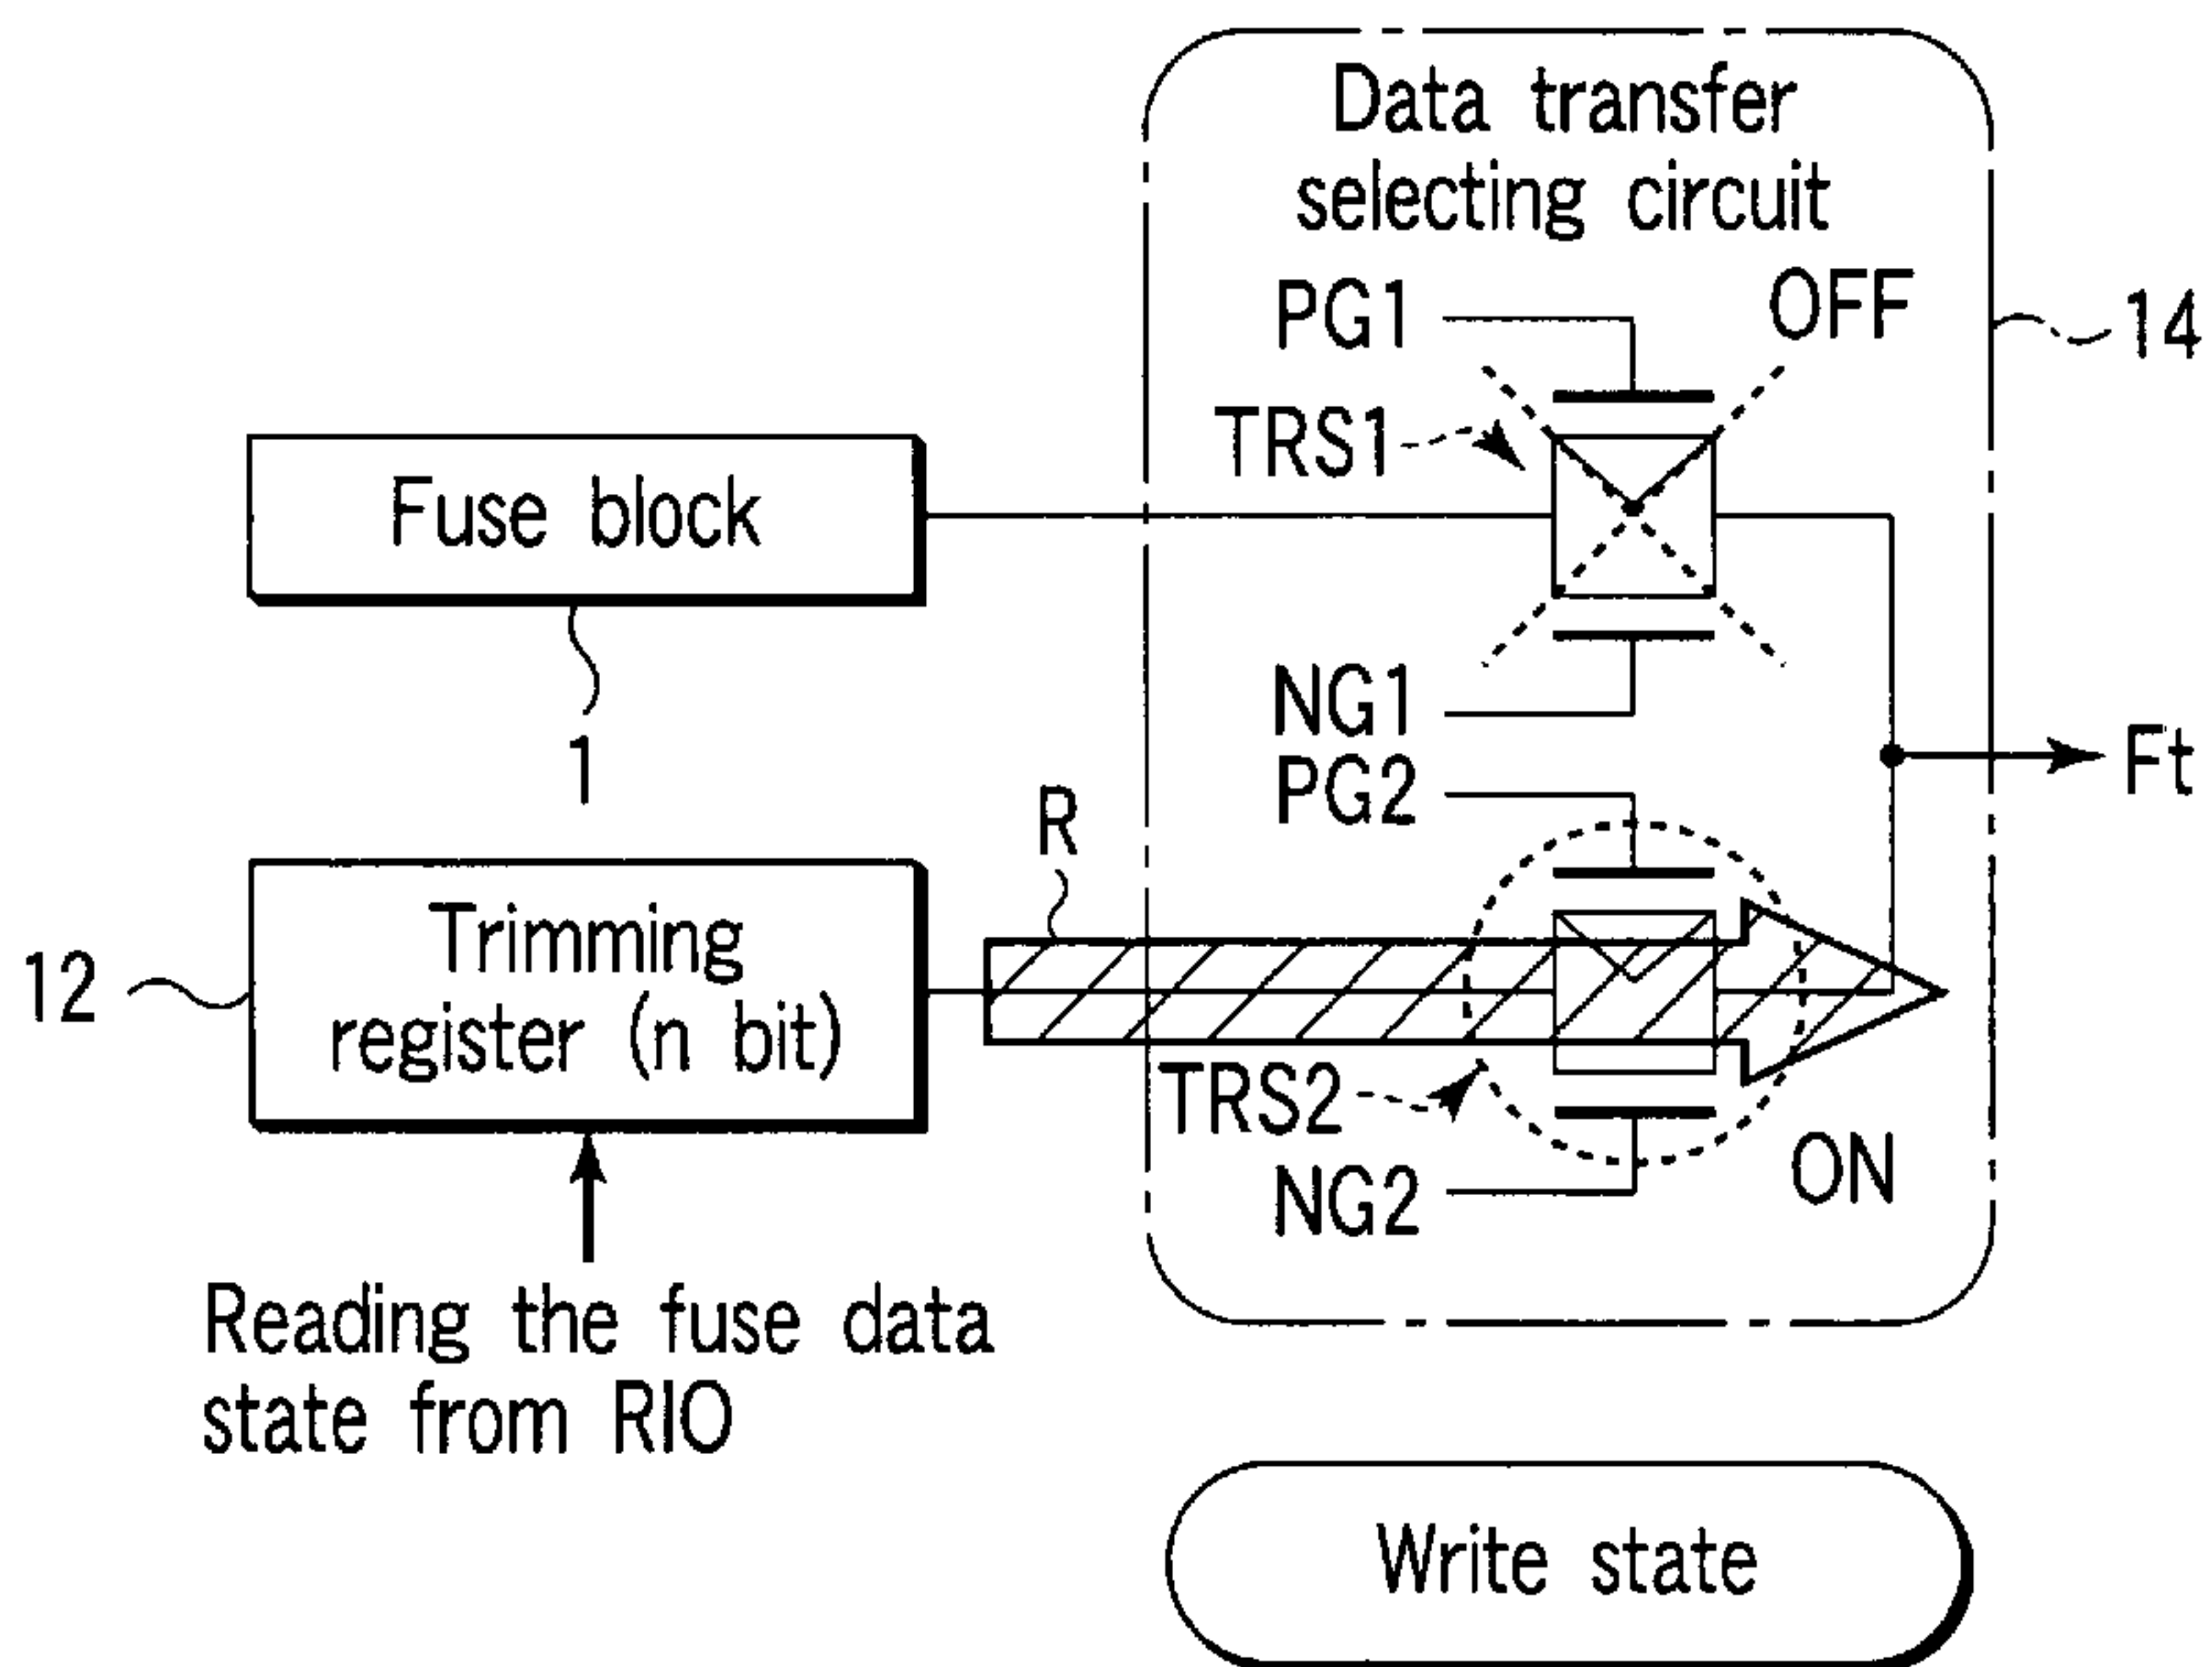 Data transfer
selecting circuit
PG1
OFF
14
TRS1
Fuse block
NG1
1
Ft
PG2
R
Trimming
register (n bit)
12
TRS2
ON
NG2
Reading the fuse data
state from RIO
Write state